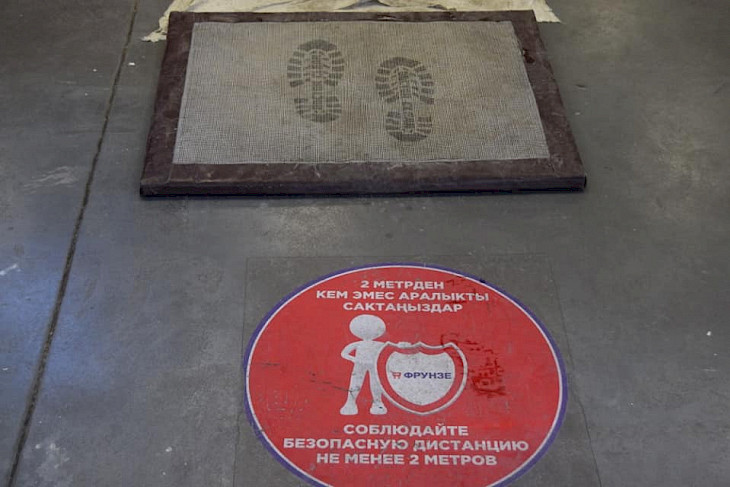 2 МЕТРДЕН
КЕМ ЭМЕС АРАЛЫКТЫ
САКТАҢЫЗДАР
ФРУНЗЕ
СОБЛЮДАЙТЕ
БЕЗОПАСНУЮ ДИСТАНЦИЮ
НЕ МЕНЕЕ 2 МЕТРОВ